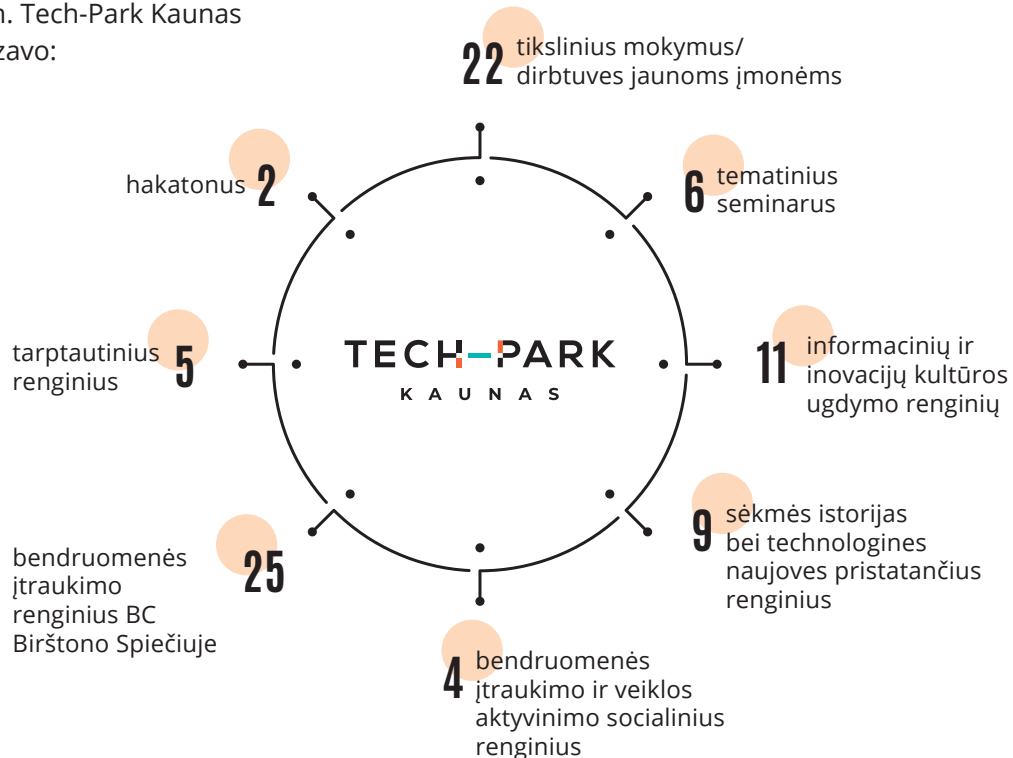 Tech-Park Kaunas
22 tikslinius mokymus/
dirbtuves jaunoms įmonėms
6 tematinius
seminarus
11 informacinių ir
inovacijų kultūros
ugdymo renginių
9 sėkmės istorijas
bei technologines
naujoves pristatančius
renginius
4 bendruomenės
įtraukimo ir veiklos
aktyvinimo socialinius
renginius
25 bendruomenės
įtraukimo
renginius BC
Birštono Spiečiuje
5 tarptautinius
renginius
2 hakatonus
TECH–PARK
KAUNAS